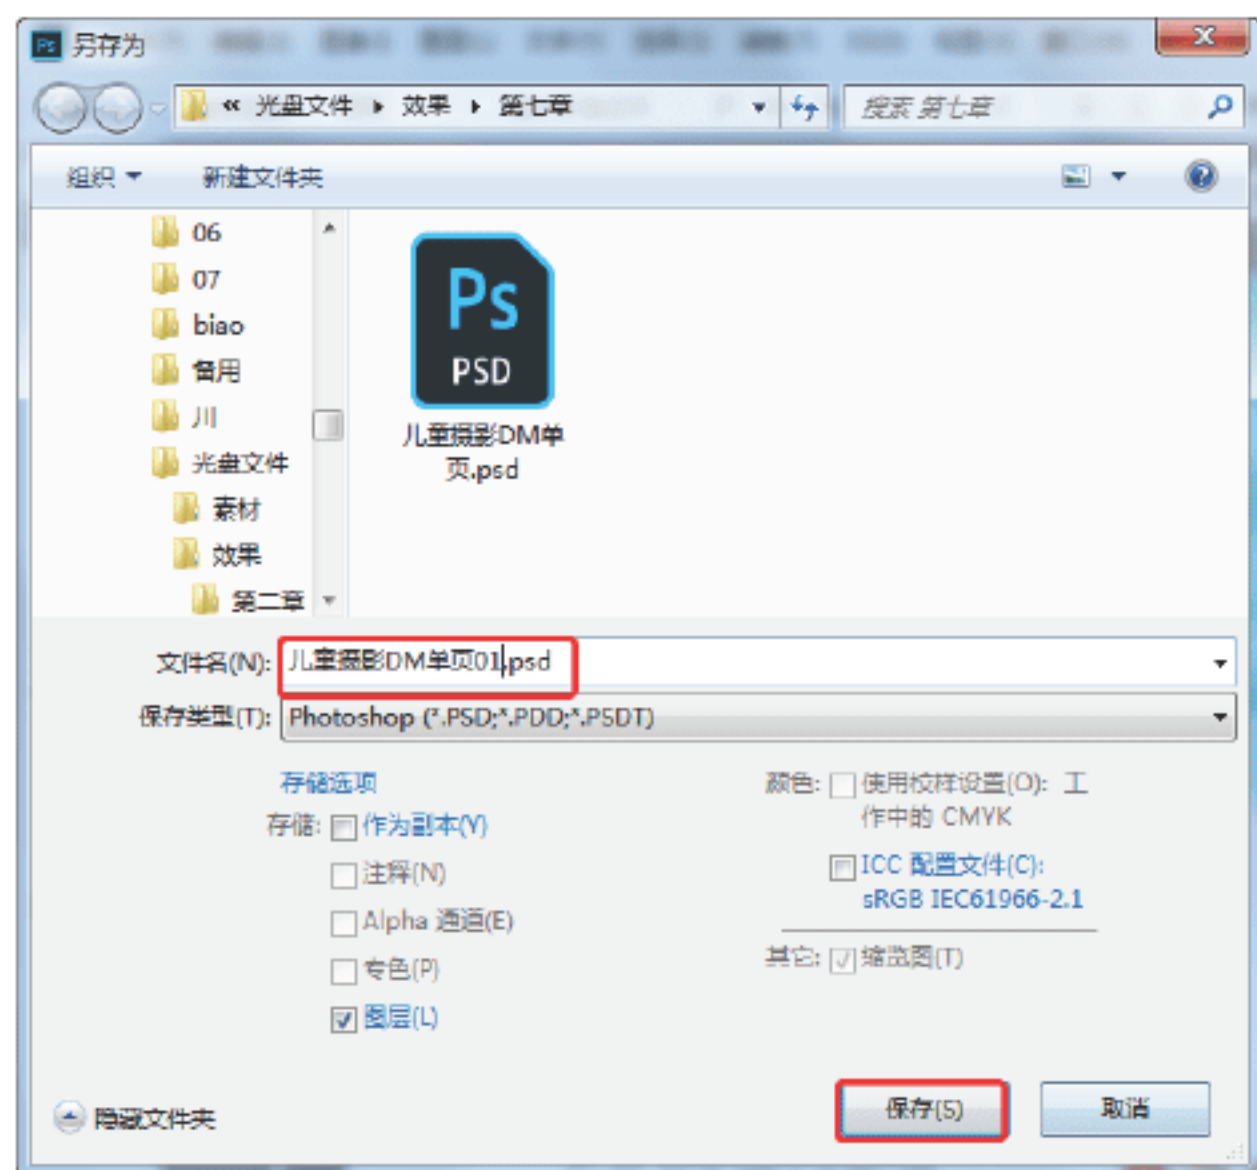 Ps 另存为
« 光盘文件 ▸ 效果 ▸ 第七章
搜索 第七章
组织
新建文件夹
06
07
biao
备用
川
光盘文件
素材
效果
第二章
Ps
PSD
儿童摄影DM单
页.psd
文件名(N): 儿童摄影DM单页01.psd
保存类型(T): Photoshop (*.PSD;*.PDD;*.PSDT)
存储选项
存储: 作为副本(Y)
注释(N)
Alpha 通道(E)
专色(P)
图层(L)
颜色: 使用校样设置(O): 工
作中的 CMYK
ICC 配置文件(C):
sRGB IEC61966-2.1
其它: 缩览图(T)
隐藏文件夹
保存(S)
取消